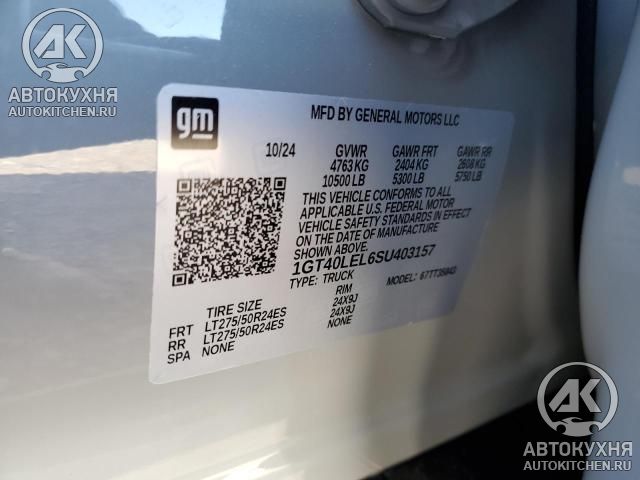 AK
АВТОКУХНЯ
AUTOKITCHEN.RU
gm
MFD BY GENERAL MOTORS LLC
10/24 GVWR GAWR FRT GAWR RR
4763 KG 2404 KG 2608 KG
10500 LB 5300 LB 5750 LB
THIS VEHICLE CONFORMS TO ALL
APPLICABLE U.S. FEDERAL MOTOR
VEHICLE SAFETY STANDARDS IN EFFECT
ON THE DATE OF MANUFACTURE
SHOWN ABOVE.
1GT40LEL6SU403157
TYPE: TRUCK MODEL:
TIRE SIZE RIM
FRT LT275/50R24ES 24X9J
RR LT275/50R24ES 24X9J
SPA NONE NONE
AK
АВТОКУХНЯ
AUTOKITCHEN.RU